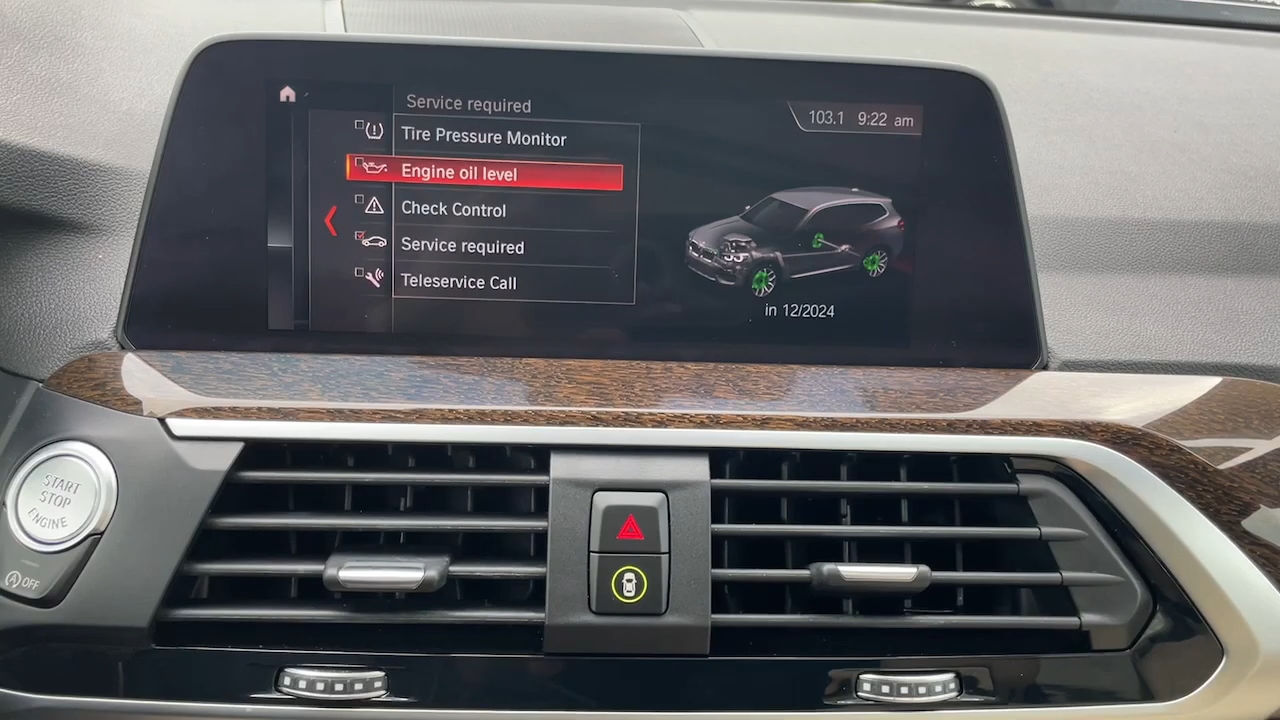 Service required
103.1 9:22 am
Tire Pressure Monitor
Engine oil level
Check Control
Service required
Teleservice Call
in 12/2024
START
STOP
ENGINE
OFF